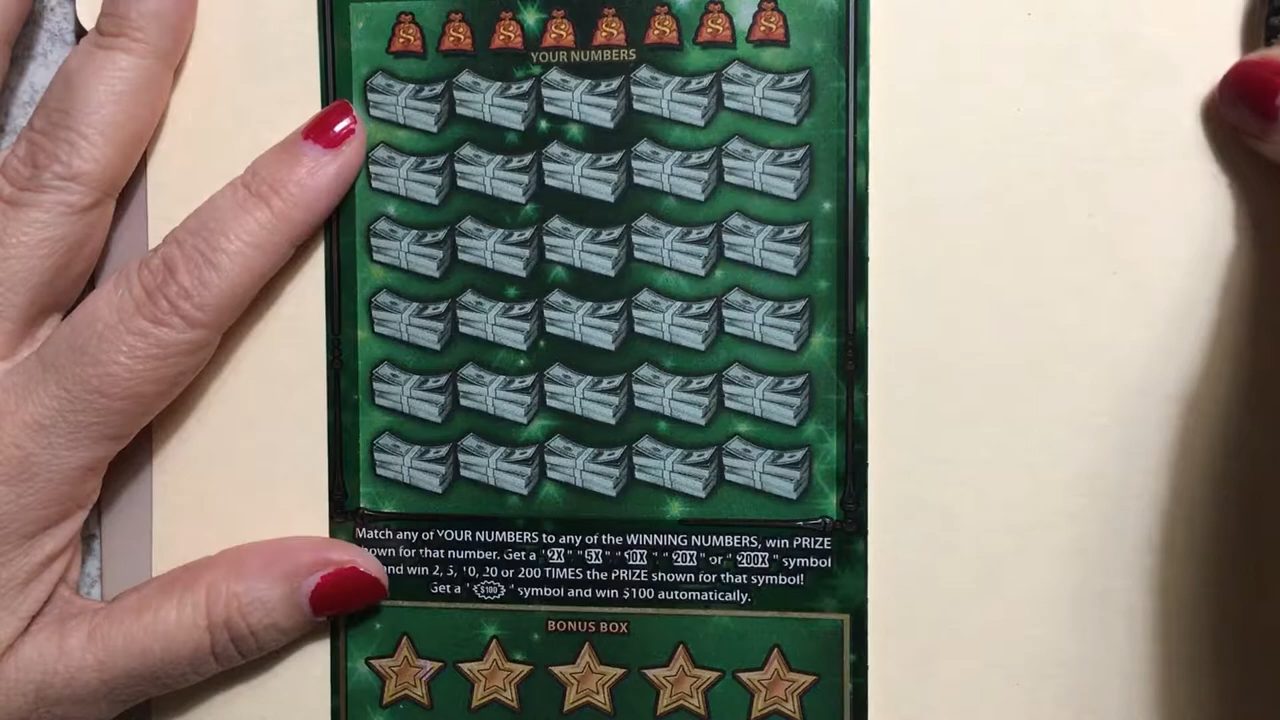 YOUR NUMBERS
Match any of YOUR NUMBERS to any of the WINNING NUMBERS, win PRIZE
shown for that number. Get a "2X" "5X" "10X" "20X" or "200X" symbol
and win 2, 5, 10, 20 or 200 TIMES the PRIZE shown for that symbol!
Get a "$100" symbol and win $100 automatically.
BONUS BOX